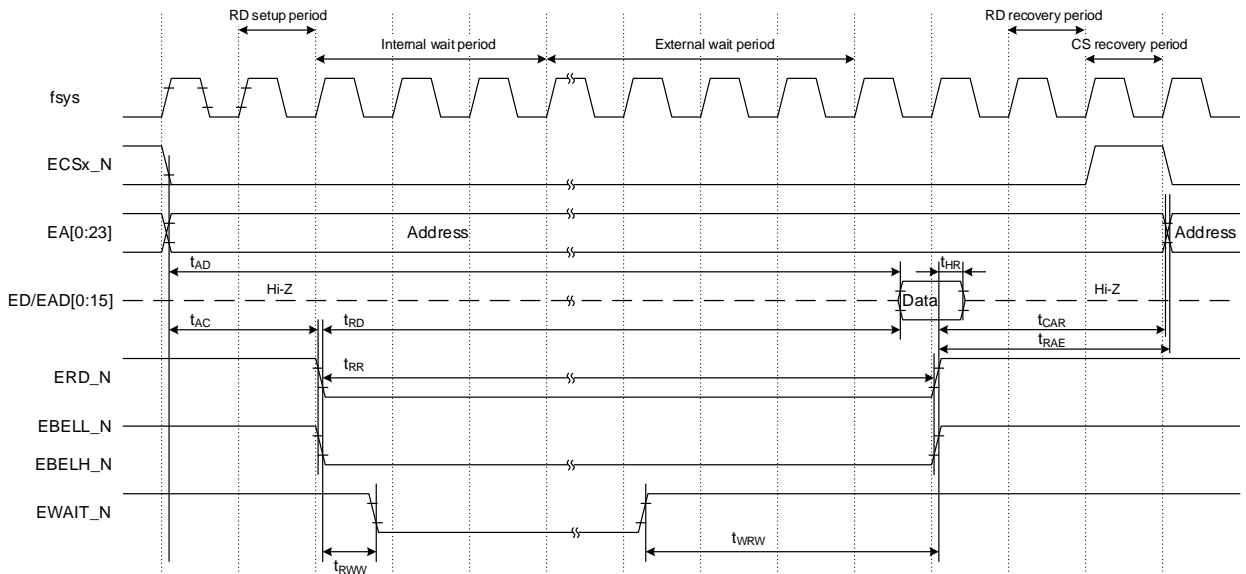 RD setup period
RD recovery period
Internal wait period
External wait period
CS recovery period
fsys
ECSx_N
EA[0:23]
Address
Address
tAD
tHR
ED/EAD[0:15]
Hi-Z
Data
Hi-Z
tAC
tRD
tCAR
tRAE
ERD_N
tRR
EBELL_N
EBELH_N
EWAIT_N
tRWW
tWRW